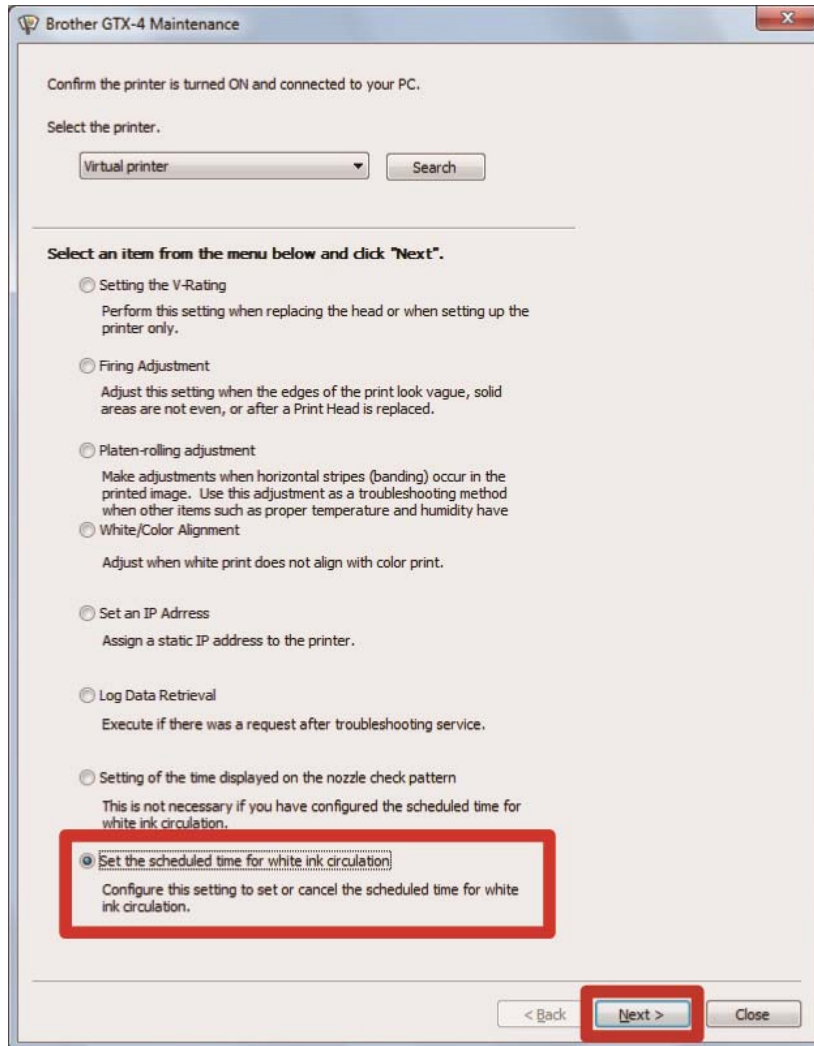 Brother GTX-4 Maintenance
Confirm the printer is turned ON and connected to your PC.
Select the printer.
Virtual printer
Search
Select an item from the menu below and click "Next".
Setting the V-Rating
Perform this setting when replacing the head or when setting up the
printer only.
Firing Adjustment
Adjust this setting when the edges of the print look vague, solid
areas are not even, or after a Print Head is replaced.
Platen-rolling adjustment
Make adjustments when horizontal stripes (banding) occur in the
printed image.  Use this adjustment as a troubleshooting method
when other items such as proper temperature and humidity have
White/Color Alignment
Adjust when white print does not align with color print.
Set an IP Adrress
Assign a static IP address to the printer.
Log Data Retrieval
Execute if there was a request after troubleshooting service.
Setting of the time displayed on the nozzle check pattern
This is not necessary if you have configured the scheduled time for
white ink circulation.
Set the scheduled time for white ink circulation
Configure this setting to set or cancel the scheduled time for white
ink circulation.
< Back
Next >
Close